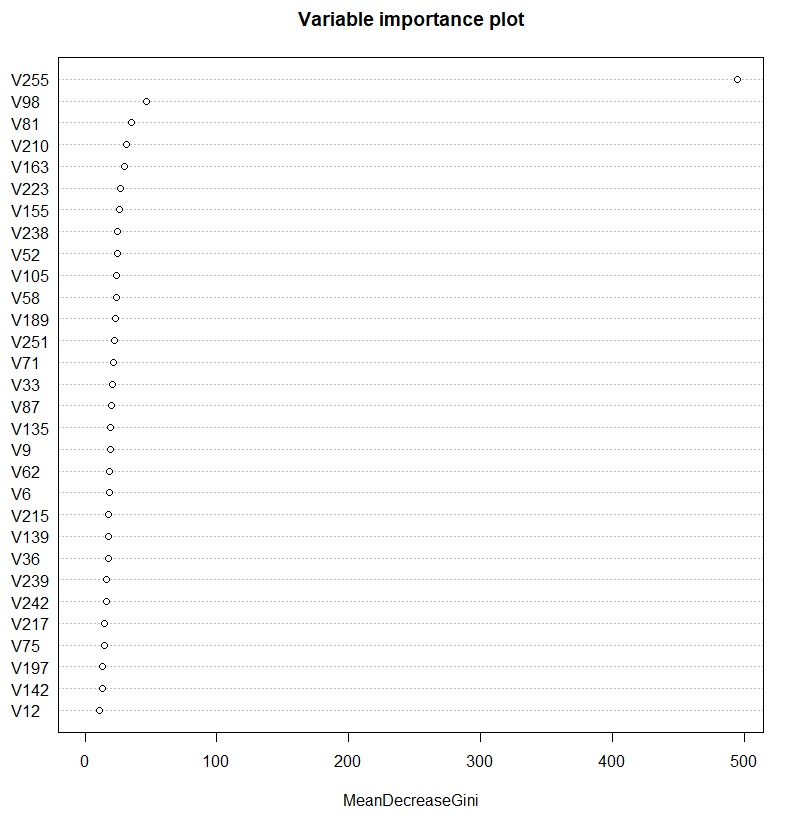 Variable importance plot
V255
V98
V81
V210
V163
V223
V155
V238
V52
V105
V58
V189
V251
V71
V33
V87
V135
V9
V62
V6
V215
V139
V36
V239
V242
V217
V75
V197
V142
V12
0 100 200 300 400 500
MeanDecreaseGini